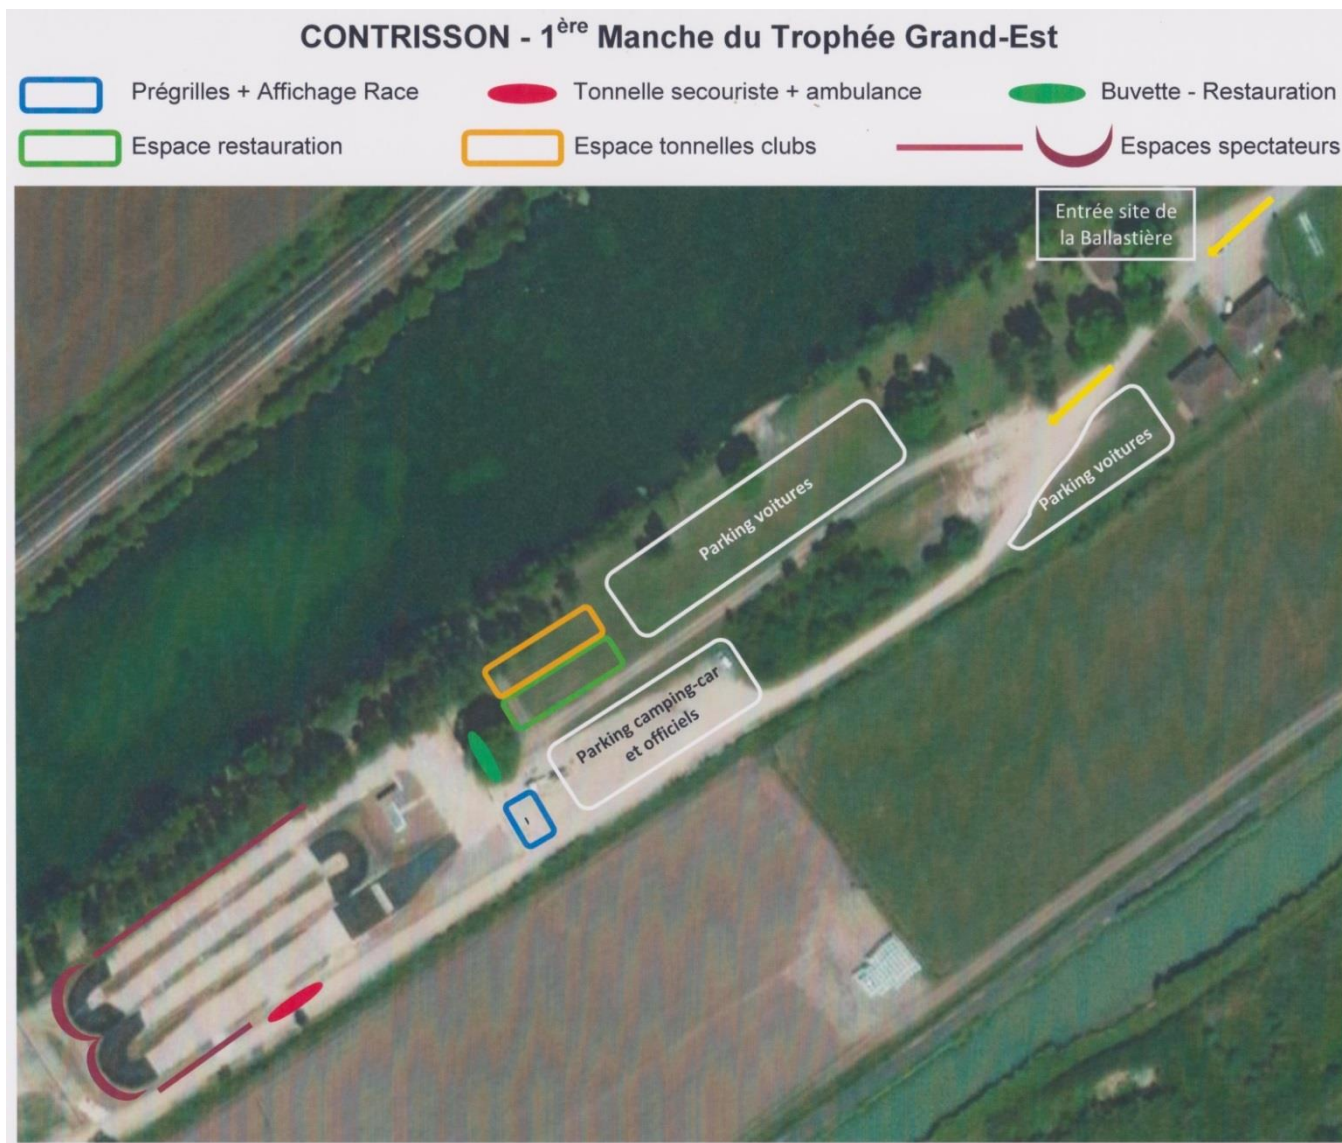 CONTRISSON - 1ère Manche du Trophée Grand-Est
Prégrilles + Affichage Race
Tonnelle secouriste + ambulance
Buvette - Restauration
Espace restauration
Espace tonnelles clubs
Espaces spectateurs
Entrée site de
la Ballastière
Parking voitures
Parking voitures
Parking camping-car
et officiels